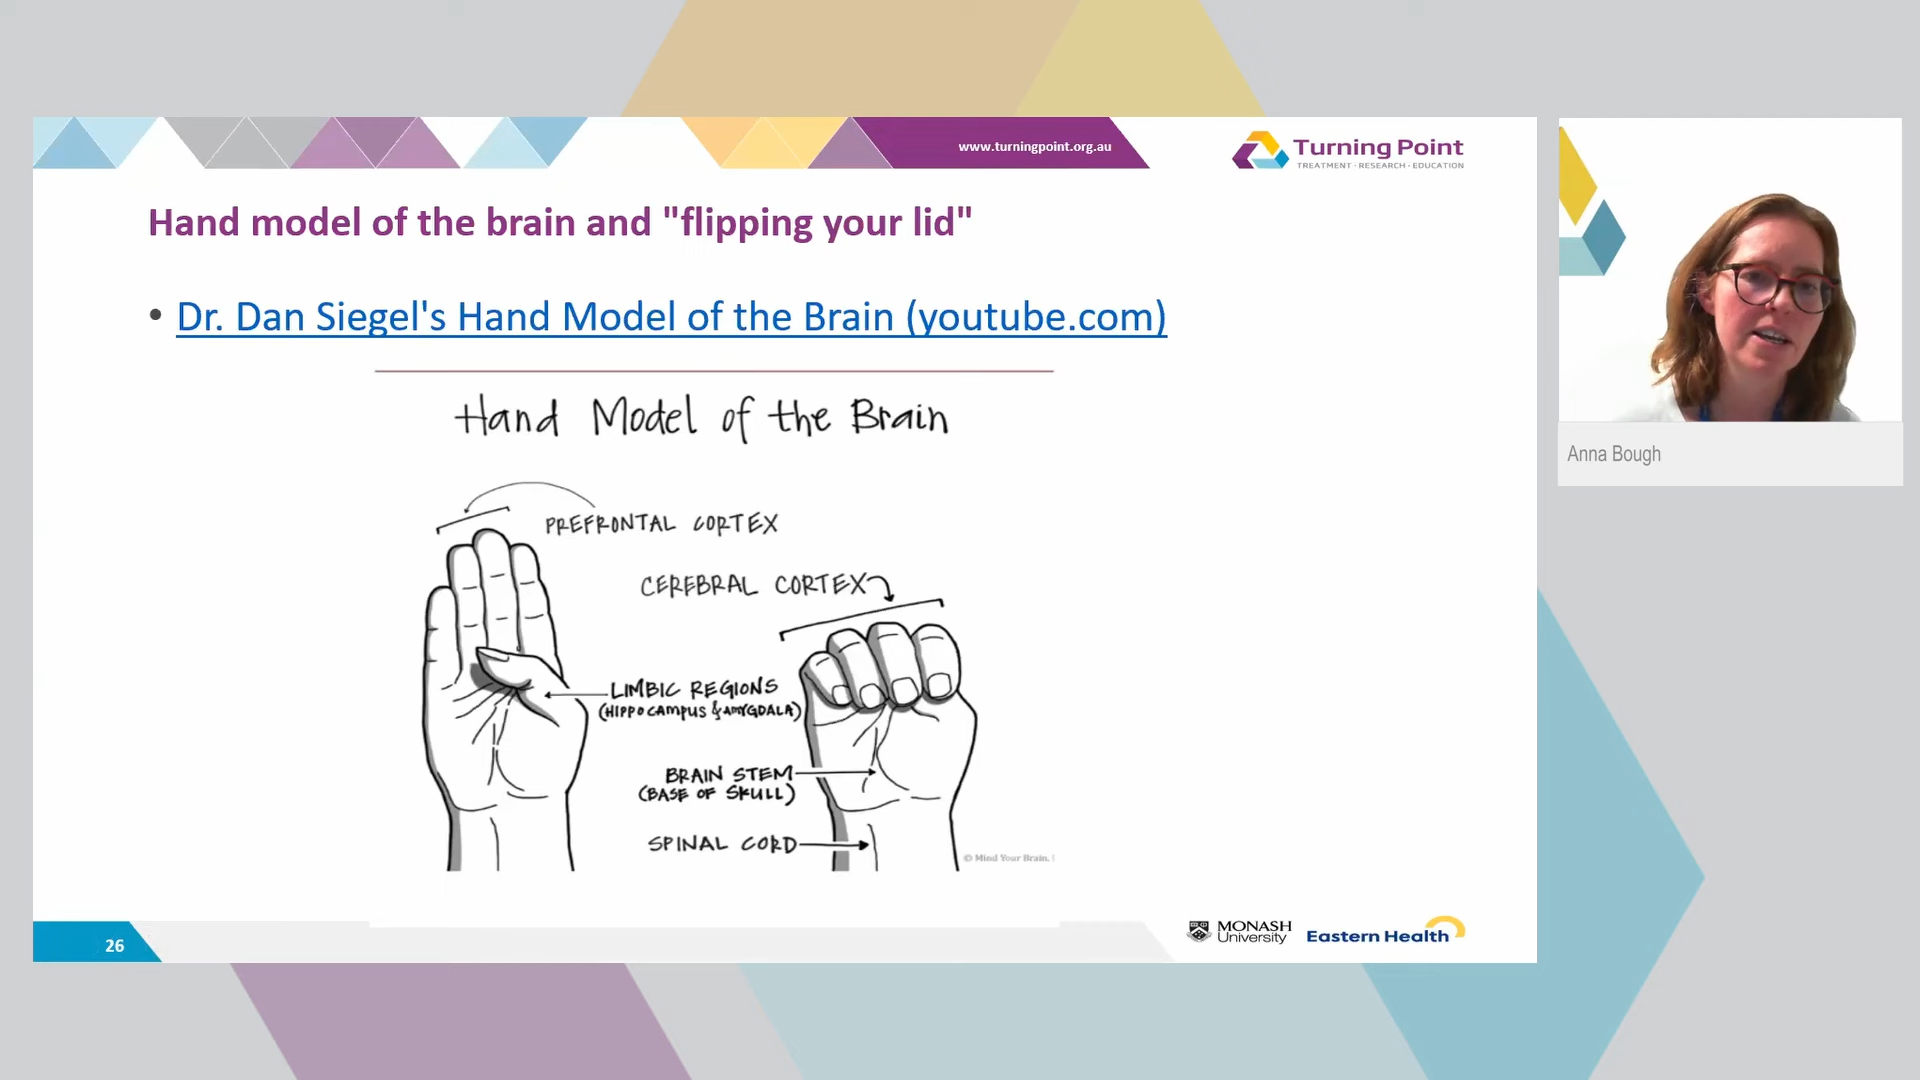 www.turningpoint.org.au
Turning Point
TREATMENT · RESEARCH · EDUCATION
Hand model of the brain and "flipping your lid"
• Dr. Dan Siegel's Hand Model of the Brain (youtube.com)
Hand Model of the Brain
PREFRONTAL CORTEX
CEREBRAL CORTEX
LIMBIC REGIONS
(HIPPOCAMPUS & AMYGDALA)
BRAIN STEM
(BASE OF SKULL)
SPINAL CORD
© Mind Your Brain,
26
MONASH
University
Eastern Health
Anna Bough